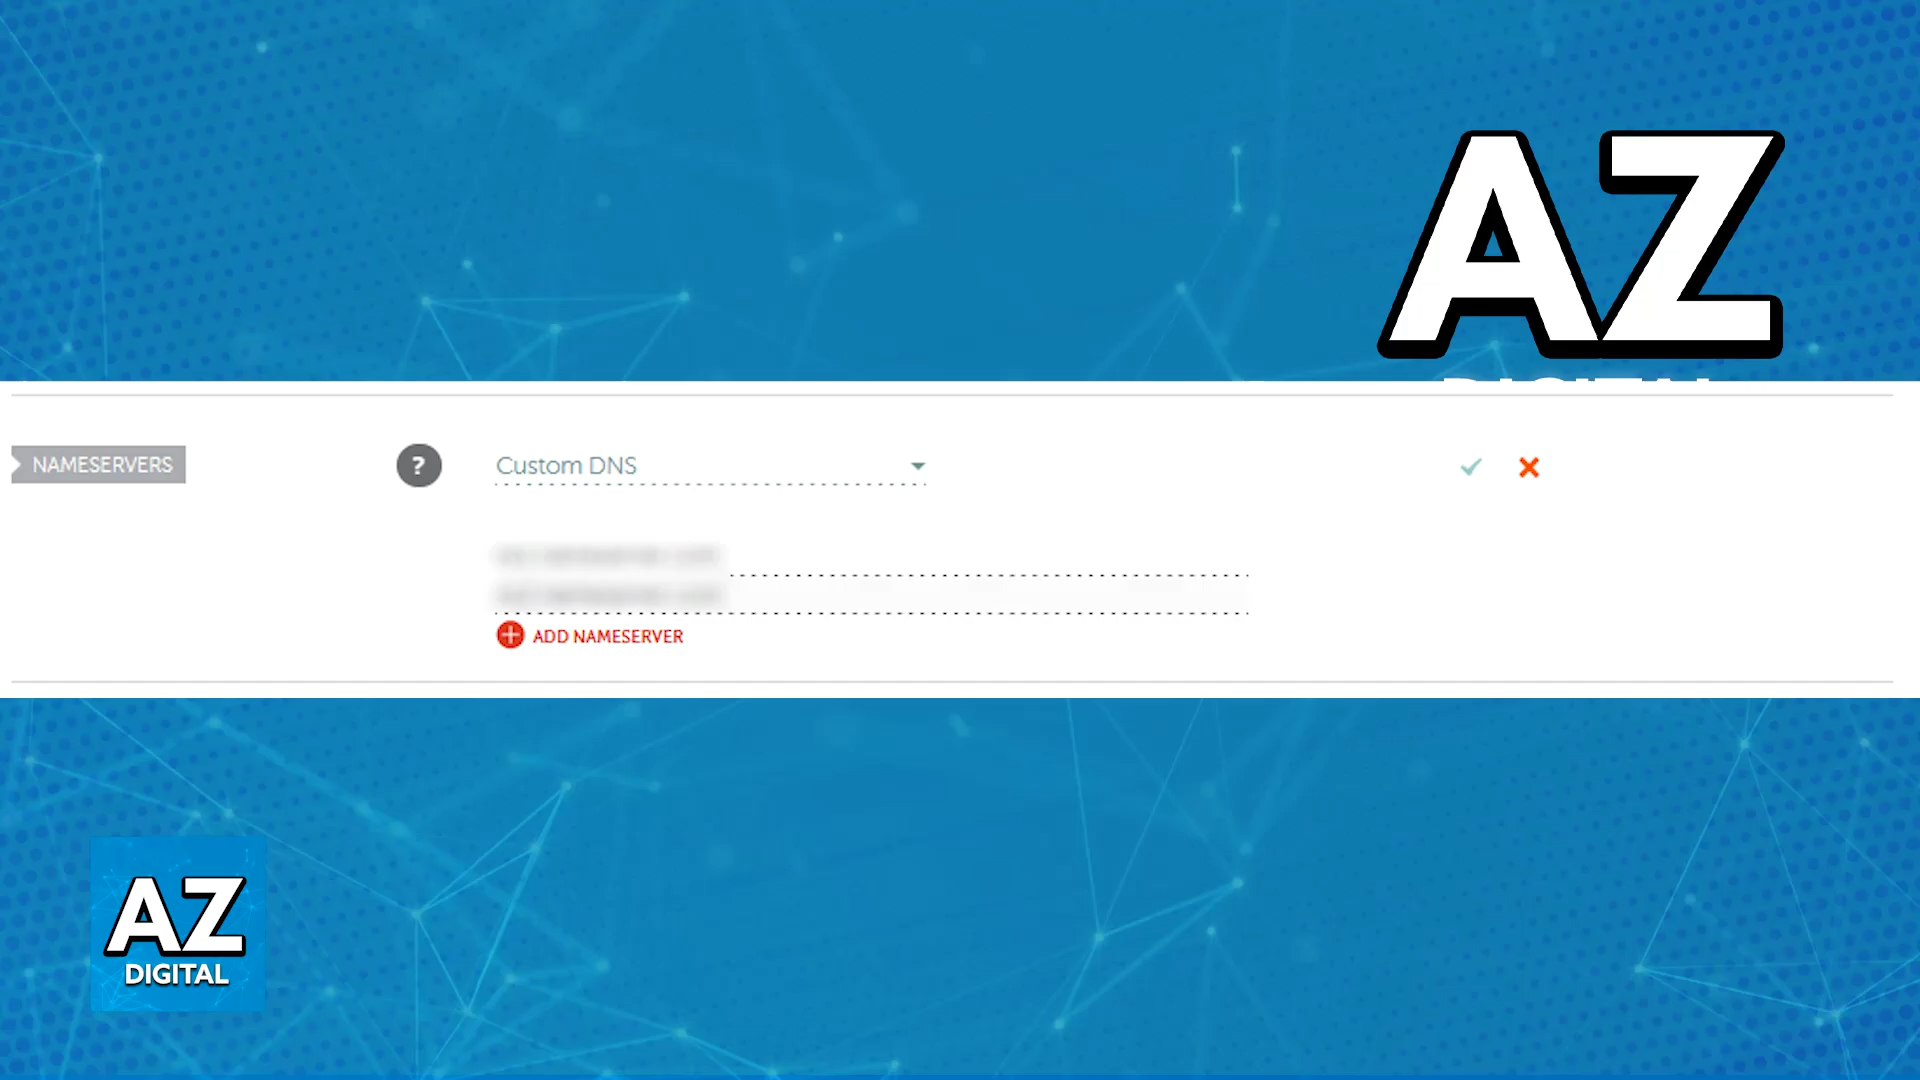 AZ
NAMESERVERS
?
Custom DNS
ADD NAMESERVER
AZ
DIGITAL